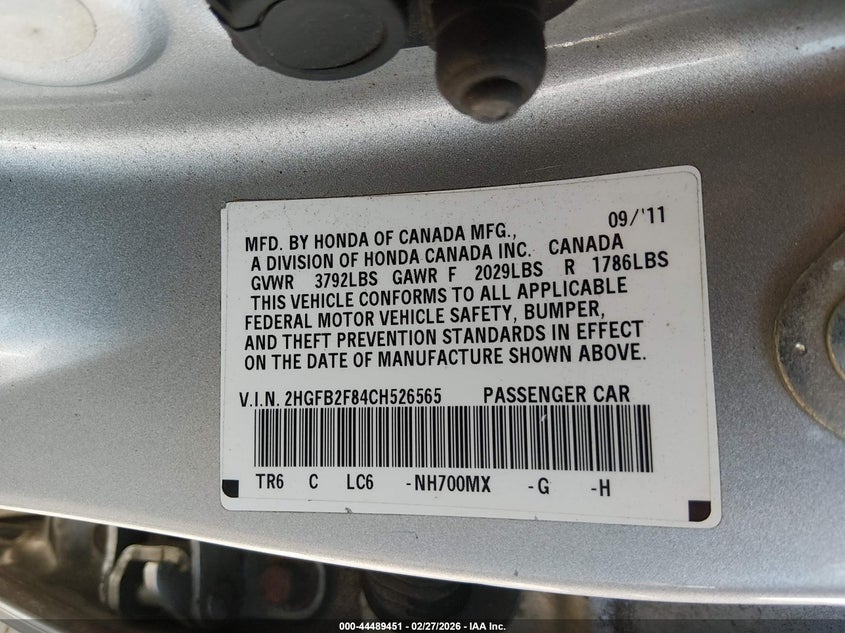 09/'11
MFD. BY HONDA OF CANADA MFG.,
A DIVISION OF HONDA CANADA INC. CANADA
GVWR 3792LBS GAWR F 2029LBS R 1786LBS
THIS VEHICLE CONFORMS TO ALL APPLICABLE
FEDERAL MOTOR VEHICLE SAFETY, BUMPER,
AND THEFT PREVENTION STANDARDS IN EFFECT
ON THE DATE OF MANUFACTURE SHOWN ABOVE.
V.I.N. 2HGFB2F84CH526565 PASSENGER CAR
TR6 C LC6 -NH700MX -G -H
000-44489451 - 02/27/2026 - IAA Inc.